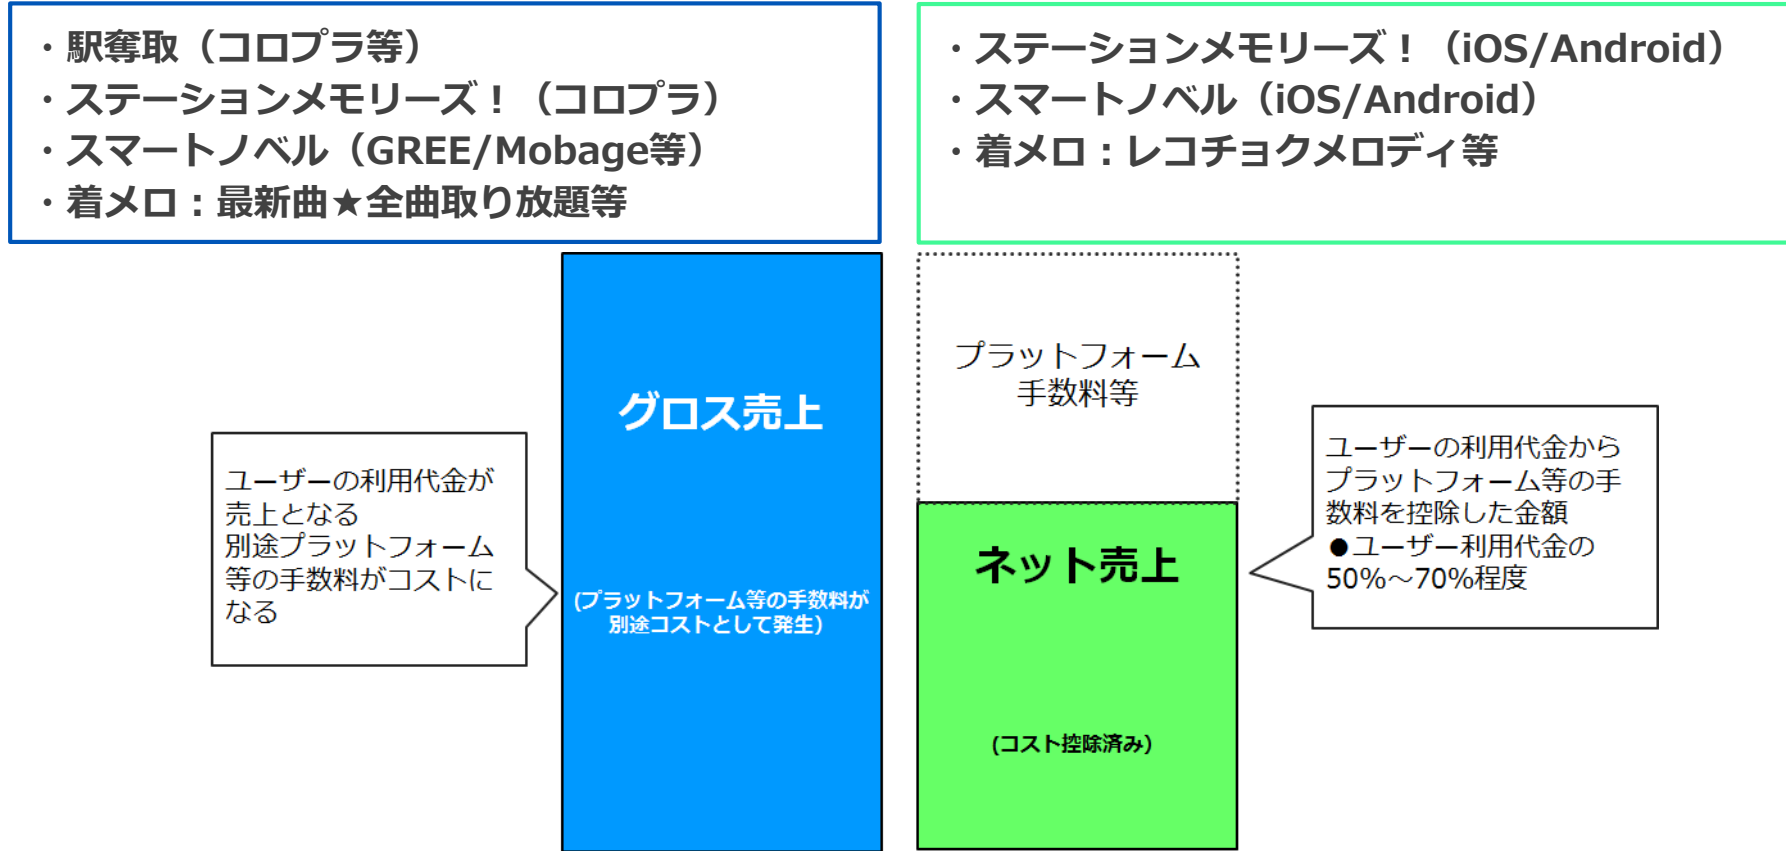 ・駅奪取（コロプラ等）
・ステーションメモリーズ！（コロプラ）
・スマートノベル（GREE/Mobage等）
・着メロ：最新曲★全曲取り放題等
・ステーションメモリーズ！（iOS/Android）
・スマートノベル（iOS/Android）
・着メロ：レコチョクメロディ等
ユーザーの利用代金が
売上となる
別途プラットフォーム
等の手数料がコストに
なる
グロス売上
(プラットフォーム等の手数料が
別途コストとして発生)
プラットフォーム
手数料等
ネット売上
(コスト控除済み)
ユーザーの利用代金から
プラットフォーム等の手
数料を控除した金額
●ユーザー利用代金の
50%～70%程度